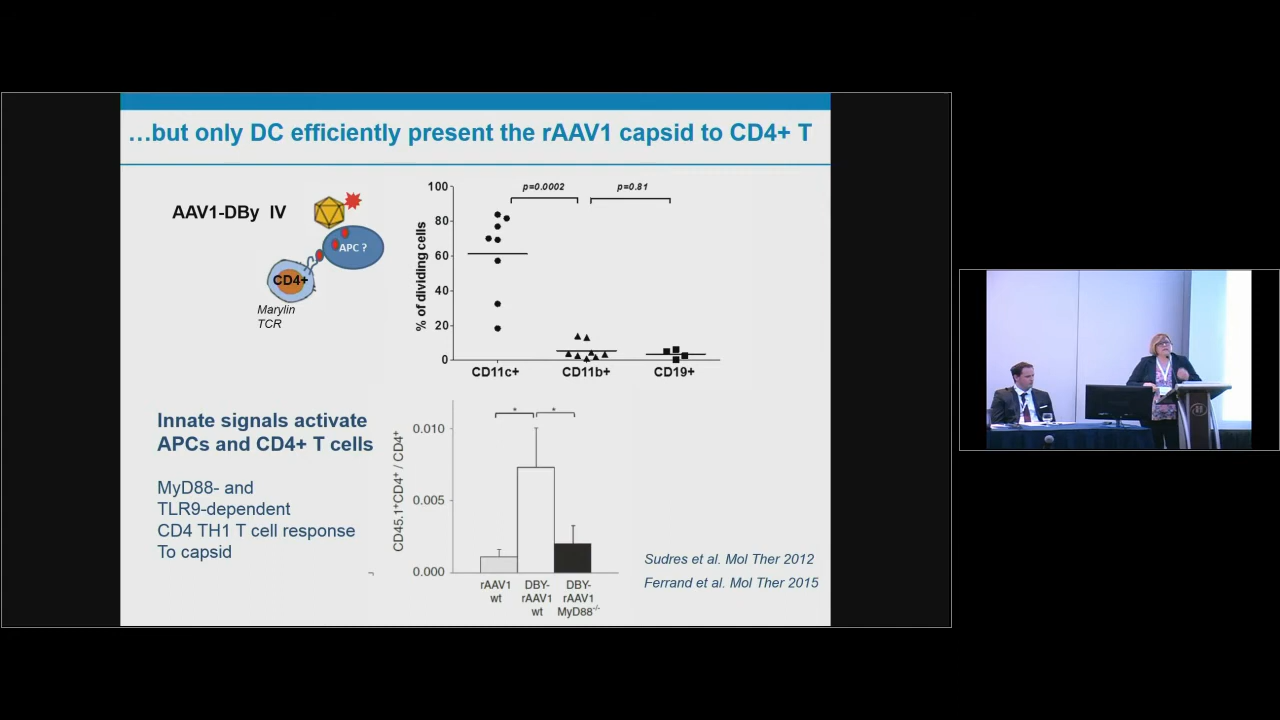 …but only DC efficiently present the rAAV1 capsid to CD4+ T
AAV1-DBy IV
APC ?
CD4+
Marylin
TCR
% of dividing cells
100
80
60
40
20
0
p=0.0002
p=0.81
CD11c+
CD11b+
CD19+
Innate signals activate
APCs and CD4+ T cells
MyD88- and
TLR9-dependent
CD4 TH1 T cell response
To capsid
CD45.1⁺CD4⁺ / CD4⁺
0.010
0.005
0.000
*
*
rAAV1
wt
DBY-
rAAV1
wt
DBY-
rAAV1
MyD88⁻/⁻
Sudres et al. Mol Ther 2012
Ferrand et al. Mol Ther 2015